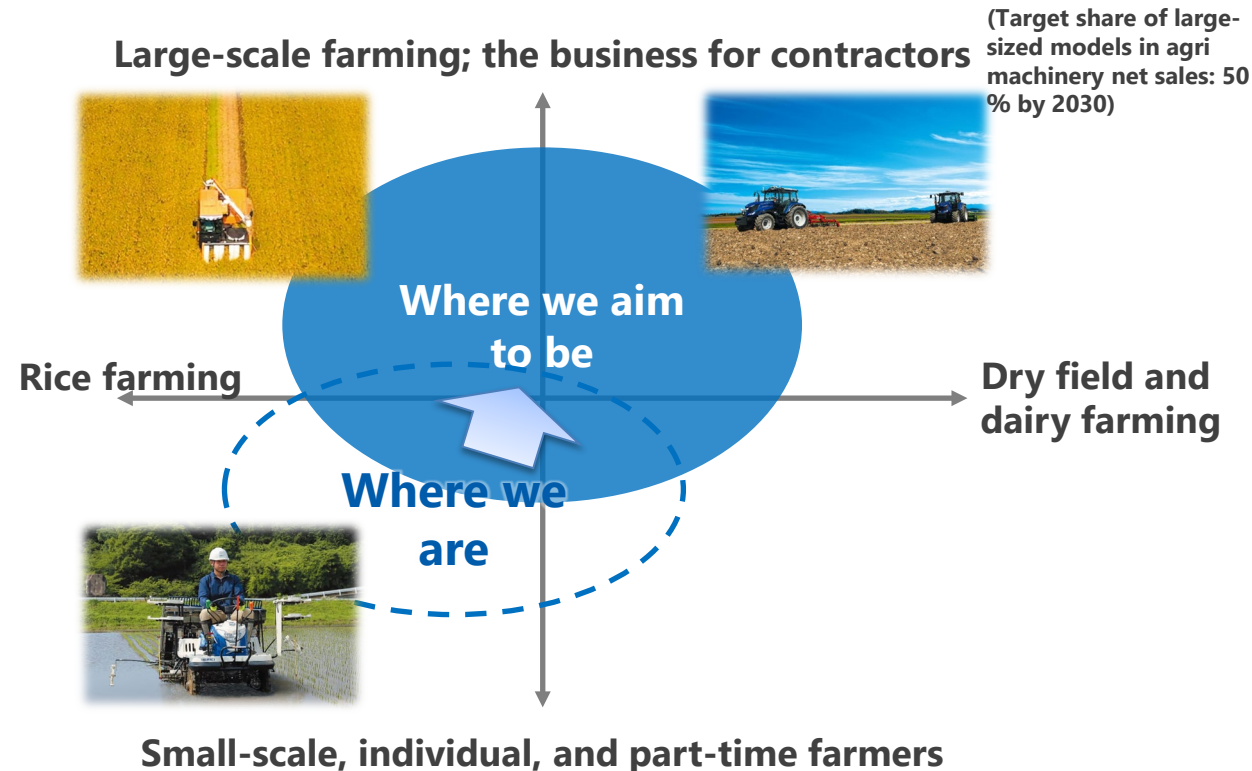 (Target share of large-
sized models in agri
machinery net sales: 50
% by 2030)
Large-scale farming; the business for contractors
Where we aim
to be
Rice farming
Dry field and
dairy farming
Where we
are
Small-scale, individual, and part-time farmers